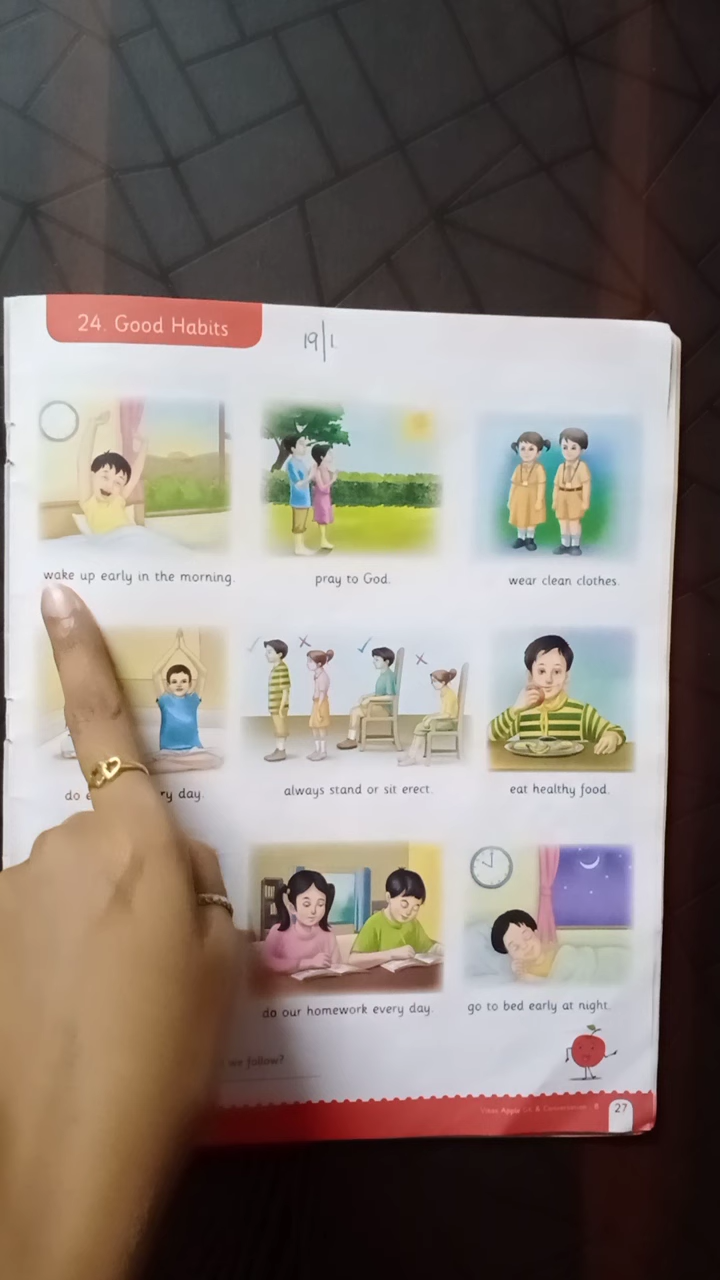 24. Good Habits
19/1
wake up early in the morning.
pray to God.
wear clean clothes.
do
ry day.
always stand or sit erect.
eat healthy food.
do our homework every day.
go to bed early at night.
we follow?
27